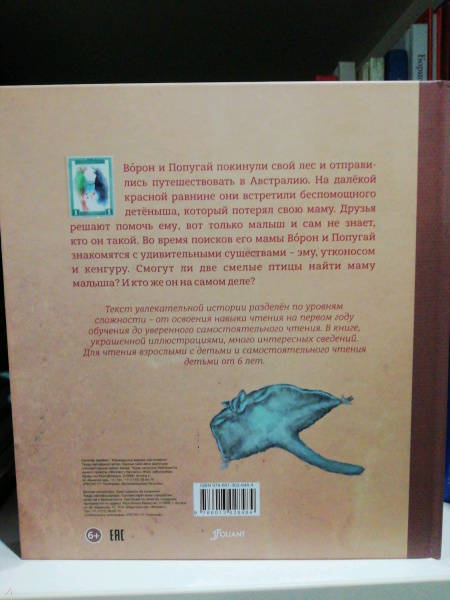 Во́рон и Попугай покинули свой лес и отправи-
лись путешествовать в Австралию. На далёкой
красной равнине они встретили беспомощного
детёныша, который потерял свою маму. Друзья
решают помочь ему, вот только малыш и сам не знает,
кто он такой. Во время поисков его мамы Во́рон и Попугай
знакомятся с удивительными существами – эму, утконосом
и кенгуру. Смогут ли две смелые птицы найти маму
малыша? И кто же он на самом деле?
Текст увлекательной истории разделён по уровням
сложности – от освоения навыка чтения на первом году
обучения до уверенного самостоятельного чтения. В книге,
украшенной иллюстрациями, много интересных сведений.
Для чтения взрослыми с детьми и самостоятельного чтения
детьми от 6 лет.
6+
EAC
FOLIANT